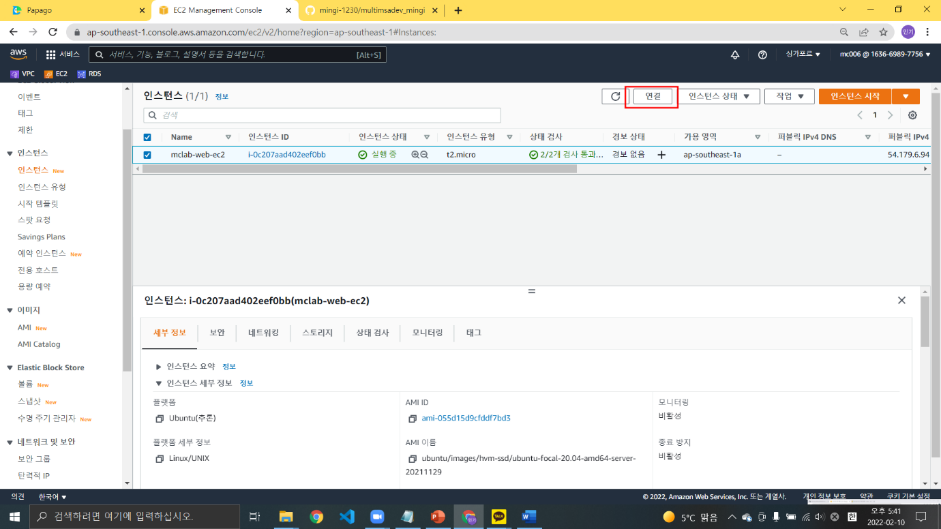 Papago
EC2 Management Console
mingi-1230/multimsadev_mingi
ap-southeast-1.console.aws.amazon.com/ec2/v2/home?region=ap-southeast-1#Instances:
aws
서비스
서비스, 기능, 블로그, 설명서 등을 검색합니다.
[Alt+S]
싱가포르
mc006 @ 1636-6989-7756
VPC EC2 RDS
이벤트
태그
제한
인스턴스
인스턴스 New
인스턴스 유형
시작 템플릿
스팟 요청
Savings Plans
예약 인스턴스 New
전용 호스트
용량 예약
이미지
AMI New
AMI Catalog
Elastic Block Store
볼륨 New
스냅샷 New
수명 주기 관리자 New
네트워크 및 보안
보안 그룹
탄력적 IP
인스턴스 (1/1) 정보
연결
인스턴스 상태
작업
인스턴스 시작
검색
1
Name 인스턴스 ID 인스턴스 상태 인스턴스 유형 상태 검사 경보 상태 가용 영역 퍼블릭 IPv4 DNS 퍼블릭 IPv4
mclab-web-ec2 i-0c207aad402eef0bb 실행 중 t2.micro 2/2개 검사 통과... 경보 없음 ap-southeast-1a – 54.179.6.94
인스턴스: i-0c207aad402eef0bb(mclab-web-ec2)
세부 정보 보안 네트워킹 스토리지 상태 검사 모니터링 태그
인스턴스 요약 정보
인스턴스 세부 정보 정보
플랫폼
Ubuntu(추론)
AMI ID
ami-055d15d9cfddf7bd3
모니터링
비활성
플랫폼 세부 정보
Linux/UNIX
AMI 이름
ubuntu/images/hvm-ssd/ubuntu-focal-20.04-amd64-server-20211129
종료 방지
비활성
의견 한국어
© 2022, Amazon Web Services, Inc. 또는 계열사.
개인 정보 보호 약관 쿠키 기본 설정
검색하려면 여기에 입력하십시오.
5°C 맑음
오후 5:41
2022-02-10